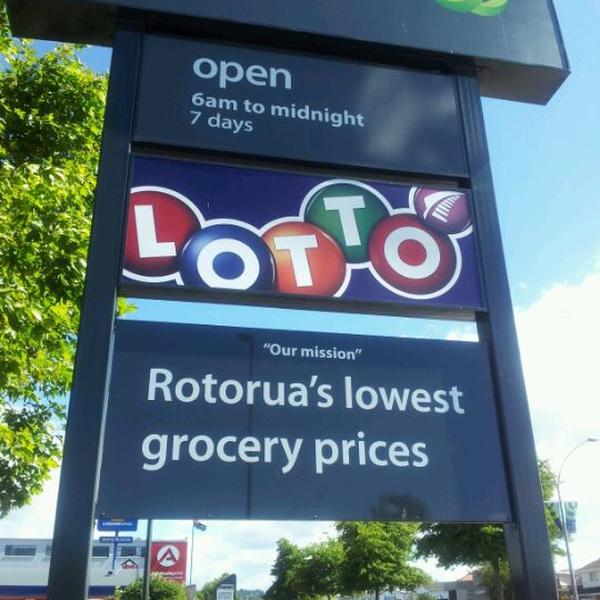 open
6am to midnight
7 days
LOTTO
"Our mission"
Rotorua's lowest
grocery prices